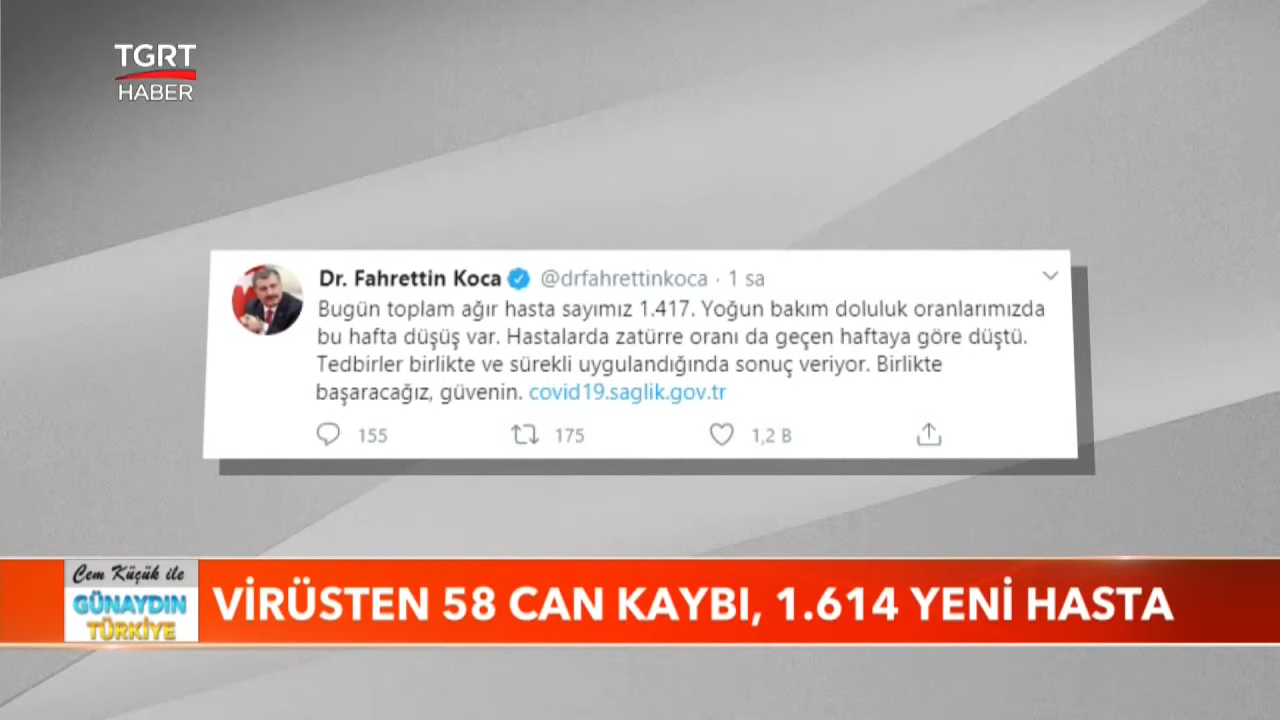 TGRT
HABER
Dr. Fahrettin Koca @drfahrettinkoca · 1 sa
Bugün toplam ağır hasta sayımız 1.417. Yoğun bakım doluluk oranlarımızda
bu hafta düşüş var. Hastalarda zatürre oranı da geçen haftaya göre düştü.
Tedbirler birlikte ve sürekli uygulandığında sonuç veriyor. Birlikte
başaracağız, güvenin. covid19.saglik.gov.tr
155 175 1,2 B
Cem Küçük ile
GÜNAYDIN
TÜRKİYE
VİRÜSTEN 58 CAN KAYBI, 1.614 YENİ HASTA